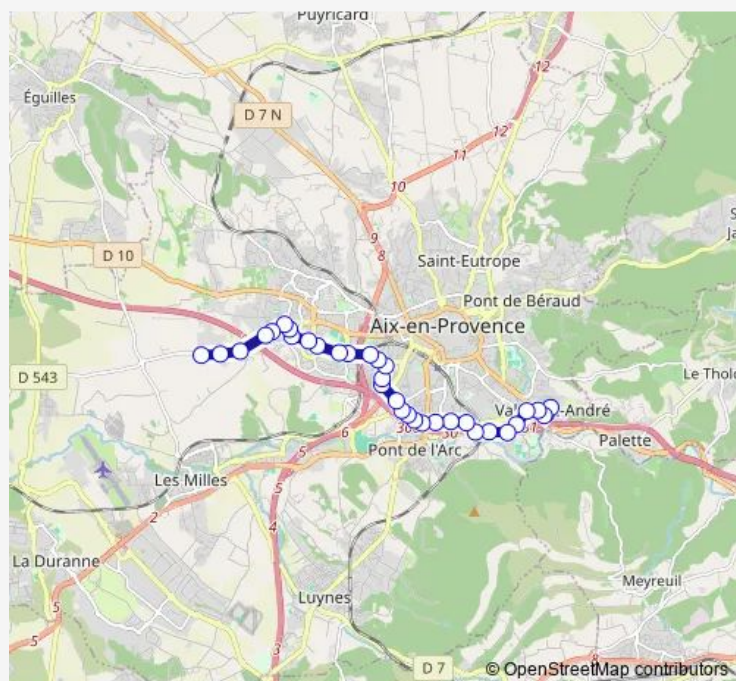 Puyricard
Éguilles
D 7 N
12
12
11
10
9
8
D 10
Saint-Eutrope
Pont de Béraud
Aix-en-Provence
D 543
Le Tholo
Palette
6
Pont de l'Arc
5
Les Milles
5
4
2
La Duranne
Meyreuil
Luynes
5
5
3
D 7
© OpenStreetMap contributors